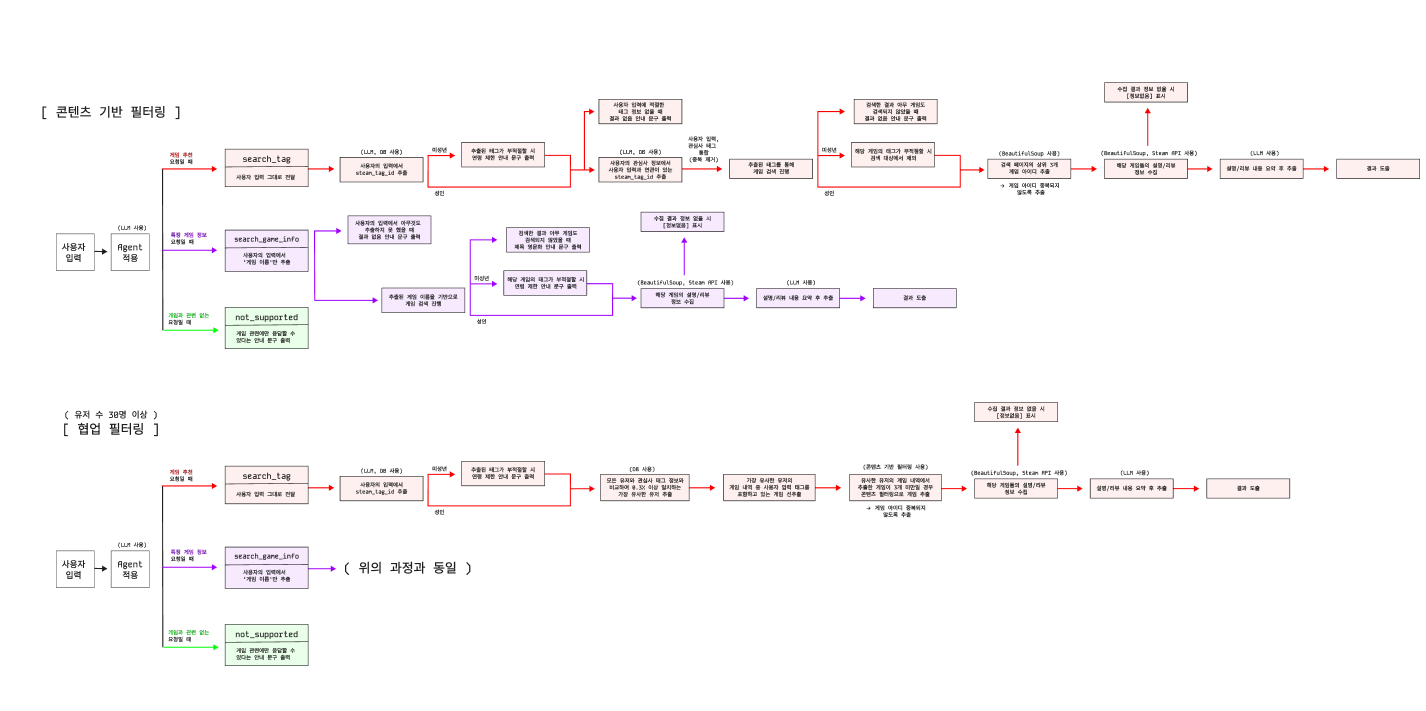 [ 콘텐츠 기반 필터링 ]
사용자
입력
(LLM 사용)
Agent
적용
게임 추천
요청일 때
search_tag
사용자 입력 그대로 전달
(LLM, DB 사용)
사용자의 입력에서
steam_tag_id 추출
미성년
추출된 태그가 부적절할 시
연령 제한 안내 문구 출력
성인
사용자 입력에 적절한
태그 정보 없을 때
결과 없음 안내 문구 출력
(LLM, DB 사용)
사용자의 관심사 정보에서
사용자 입력과 연관이 있는
steam_tag_id 추출
사용자 입력,
관심사 태그
통합
(중복 제거)
추출된 태그를 통해
게임 검색 진행
검색한 결과 아무 게임도
검색되지 않았을 때
결과 없음 안내 문구 출력
미성년
해당 게임의 태그가 부적절할 시
검색 대상에서 제외
성인
(BeautifulSoup 사용)
검색 페이지의 상위 3개
게임 아이디 추출
→ 게임 아이디 중복되지
않도록 추출
수집 결과 정보 없을 시
[정보없음] 표시
(BeautifulSoup, Steam API 사용)
해당 게임들의 설명/리뷰
정보 수집
(LLM 사용)
설명/리뷰 내용 요약 후 추출
결과 도출
특정 게임 정보
요청일 때
search_game_info
사용자의 입력에서
'게임 이름'만 추출
사용자의 입력에서 아무것도
추출하지 못 했을 때
결과 없음 안내 문구 출력
추출된 게임 이름을 기반으로
게임 검색 진행
검색한 결과 아무 게임도
검색되지 않았을 때
제목 영문화 안내 문구 출력
미성년
해당 게임의 태그가 부적절할 시
연령 제한 안내 문구 출력
성인
수집 결과 정보 없을 시
[정보없음] 표시
(BeautifulSoup, Steam API 사용)
해당 게임의 설명/리뷰
정보 수집
(LLM 사용)
설명/리뷰 내용 요약 후 추출
결과 도출
게임과 관련 없는
요청일 때
not_supported
게임 관련에만 응답할 수
있다는 안내 문구 출력
( 유저 수 30명 이상 )
[ 협업 필터링 ]
사용자
입력
(LLM 사용)
Agent
적용
게임 추천
요청일 때
search_tag
사용자 입력 그대로 전달
(LLM, DB 사용)
사용자의 입력에서
steam_tag_id 추출
미성년
추출된 태그가 부적절할 시
연령 제한 안내 문구 출력
성인
(DB 사용)
모든 유저와 관심사 태그 정보와
비교하여 0.3% 이상 일치하는
가장 유사한 유저 추출
가장 유사한 유저의
게임 내역 중 사용자 입력 태그를
포함하고 있는 게임 선추출
(콘텐츠 기반 필터링 사용)
유사한 유저의 게임 내역에서
추출한 게임이 3개 미만일 경우
콘텐츠 필터링으로 게임 추출
→ 게임 아이디 중복되지
않도록 추출
수집 결과 정보 없을 시
[정보없음] 표시
(BeautifulSoup, Steam API 사용)
해당 게임들의 설명/리뷰
정보 수집
(LLM 사용)
설명/리뷰 내용 요약 후 추출
결과 도출
특정 게임 정보
요청일 때
search_game_info
사용자의 입력에서
'게임 이름'만 추출
( 위의 과정과 동일 )
게임과 관련 없는
요청일 때
not_supported
게임 관련에만 응답할 수
있다는 안내 문구 출력